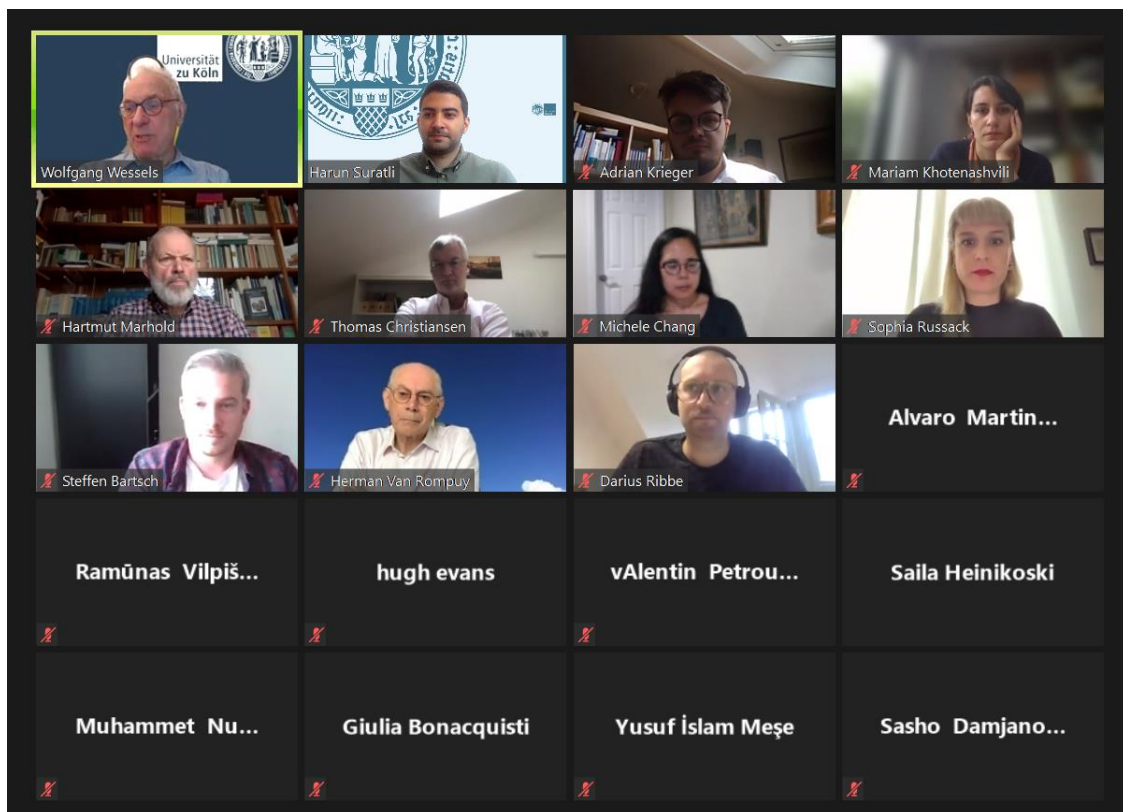 Universität
zu Köln
Wolfgang Wessels
Harun Suratli
Adrian Krieger
Mariam Khotenashvili
Hartmut Marhold
Thomas Christiansen
Michele Chang
Sophia Russack
Steffen Bartsch
Herman Van Rompuy
Darius Ribbe
Alvaro Martin...
Ramūnas Vilpiš...
hugh evans
vAlentin Petrou...
Saila Heinikoski
Muhammet Nu...
Giulia Bonacquisti
Yusuf İslam Meşe
Sasho Damjano...